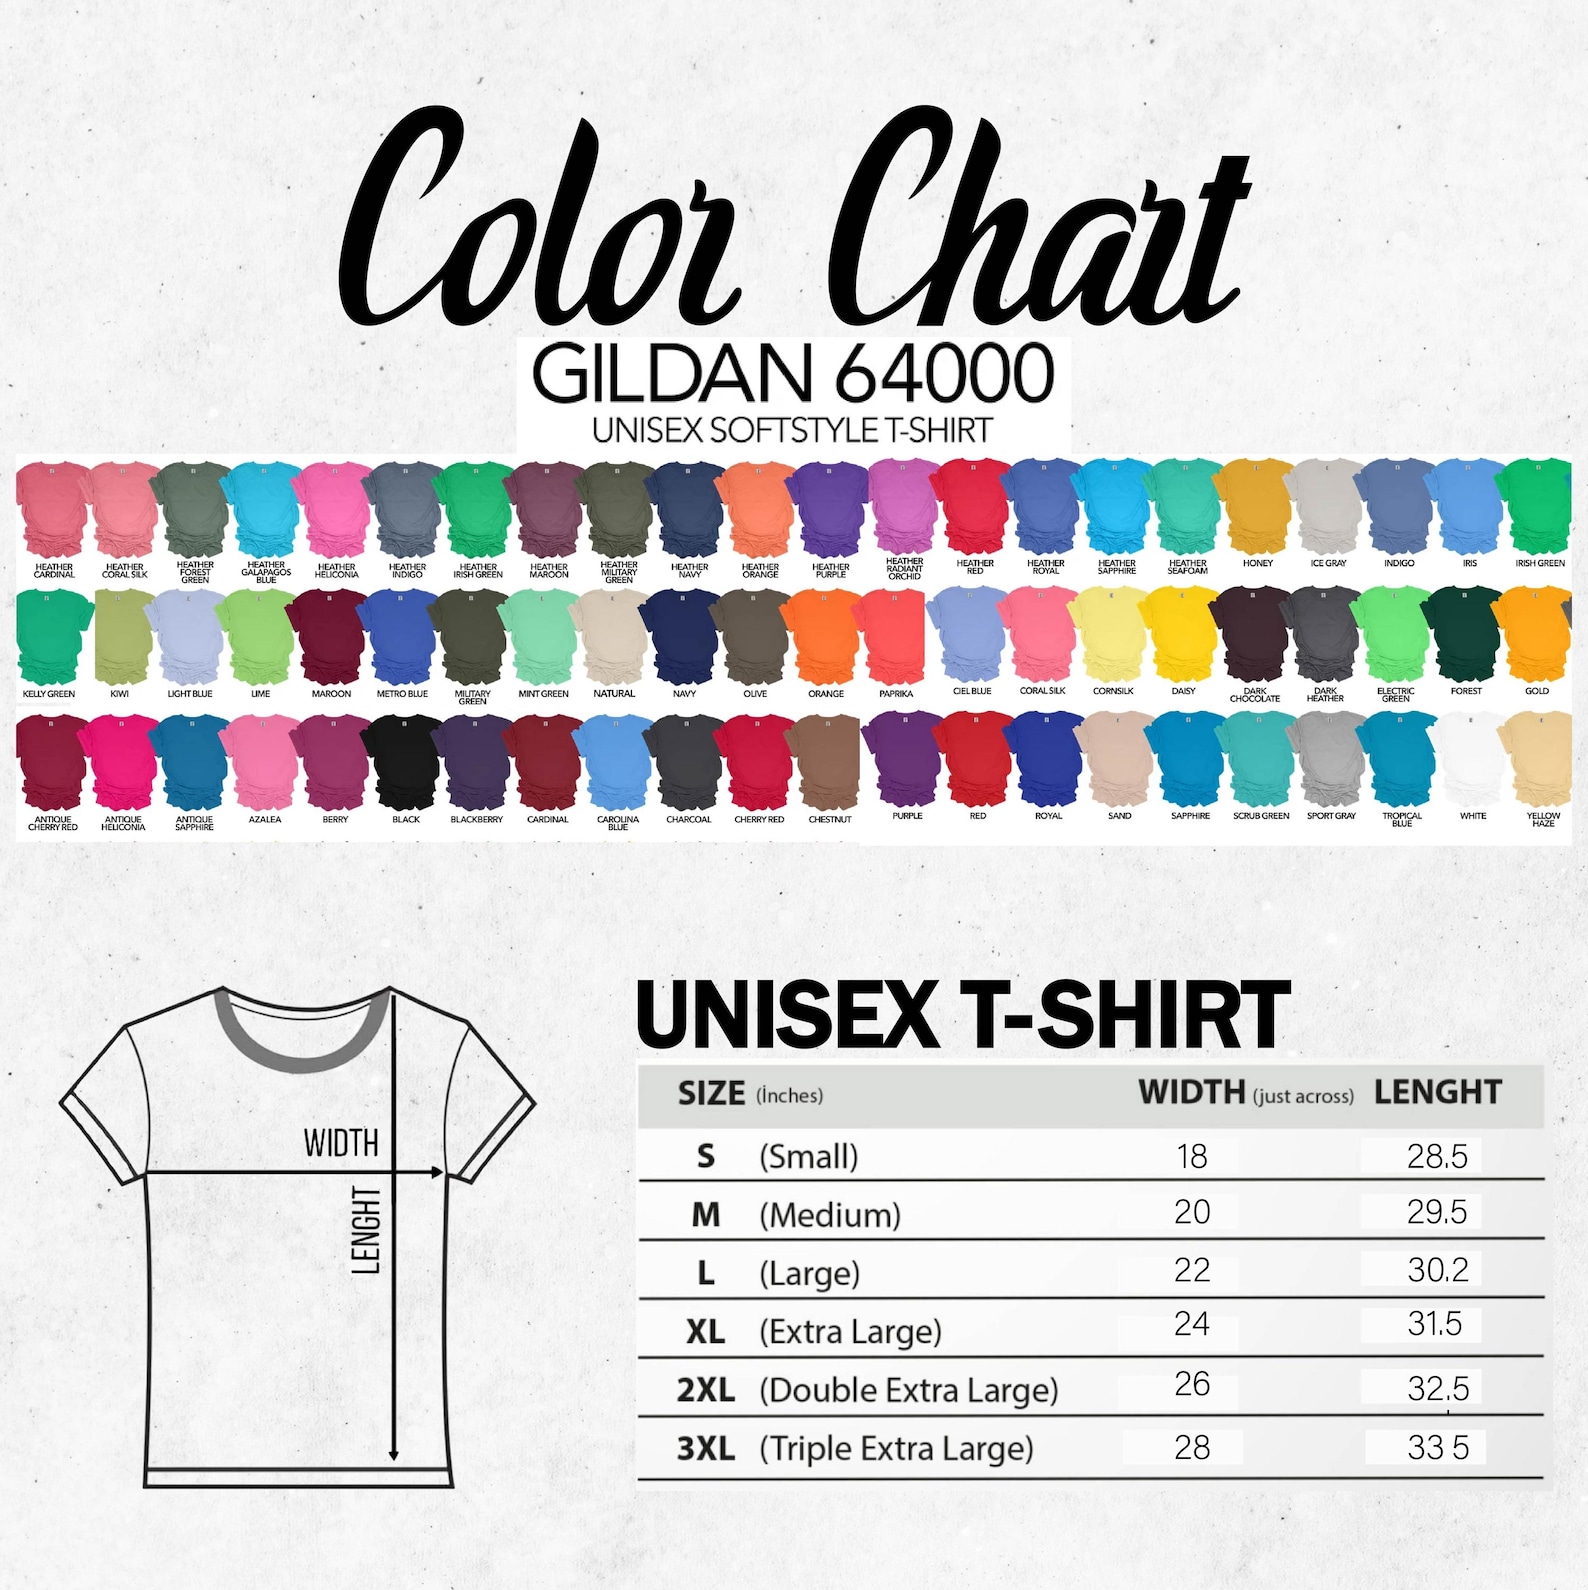 Color Chart
GILDAN 64000
UNISEX SOFTSTYLE T-SHIRT
HEATHER CARDINAL
HEATHER CORAL SILK
HEATHER FOREST GREEN
HEATHER GALAPAGOS BLUE
HEATHER HELICONIA
HEATHER INDIGO
HEATHER IRISH GREEN
HEATHER MAROON
HEATHER MILITARY GREEN
HEATHER NAVY
HEATHER ORANGE
HEATHER PURPLE
HEATHER RADIANT ORCHID
HEATHER RED
HEATHER ROYAL
HEATHER SAPPHIRE
HEATHER SEAFOAM
HONEY
ICE GRAY
INDIGO
IRIS
IRISH GREEN
KELLY GREEN
KIWI
LIGHT BLUE
LIME
MAROON
METRO BLUE
MILITARY GREEN
MINT GREEN
NATURAL
NAVY
OLIVE
ORANGE
PAPRIKA
CIEL BLUE
CORAL SILK
CORNSILK
DAISY
DARK CHOCOLATE
DARK HEATHER
ELECTRIC GREEN
FOREST
GOLD
ANTIQUE CHERRY RED
ANTIQUE HELICONIA
ANTIQUE SAPPHIRE
AZALEA
BERRY
BLACK
BLACKBERRY
CARDINAL
CAROLINA BLUE
CHARCOAL
CHERRY RED
CHESTNUT
PURPLE
RED
ROYAL
SAND
SAPPHIRE
SCRUB GREEN
SPORT GRAY
TROPICAL BLUE
WHITE
YELLOW HAZE
WIDTH
LENGHT
UNISEX T-SHIRT
SIZE (İnches) WIDTH (just across) LENGHT
S (Small) 18 28.5
M (Medium) 20 29.5
L (Large) 22 30.2
XL (Extra Large) 24 31.5
2XL (Double Extra Large) 26 32.5
3XL (Triple Extra Large) 28 33 5